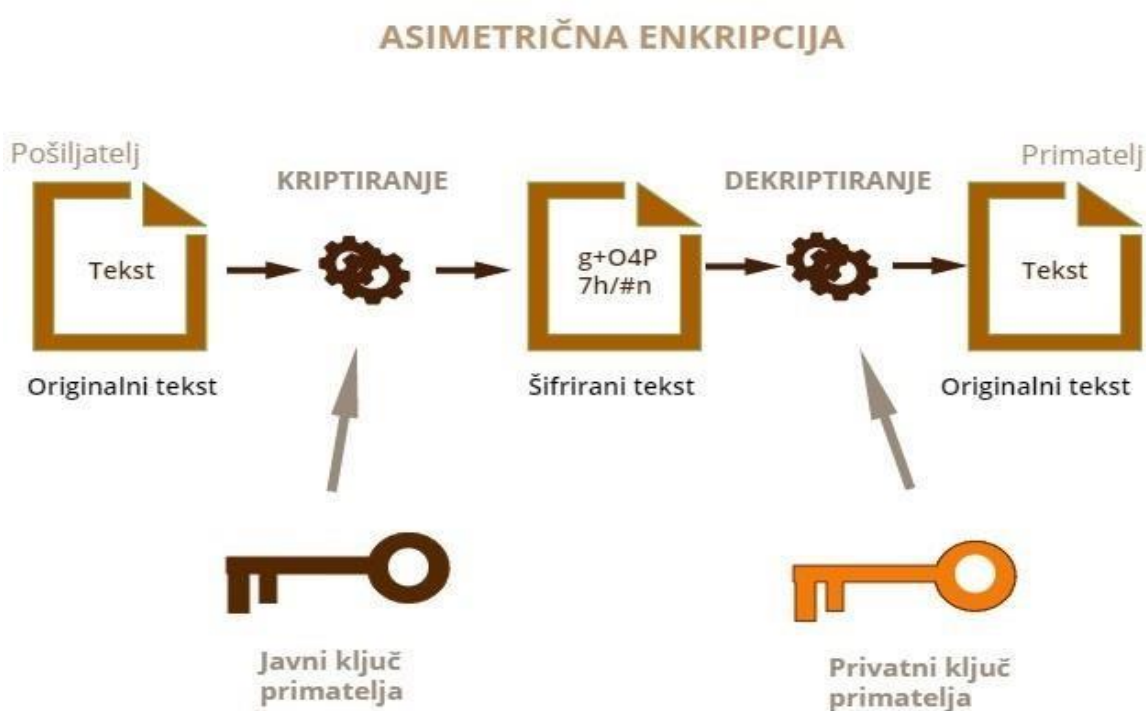 ASIMETRIČNA ENKRIPCIJA
Pošiljatelj
Primatelj
KRIPTIRANJE
DEKRIPTIRANJE
Tekst
g+O4P
7h/#n
Tekst
Originalni tekst
Šifrirani tekst
Originalni tekst
Javni ključ
primatelja
Privatni ključ
primatelja